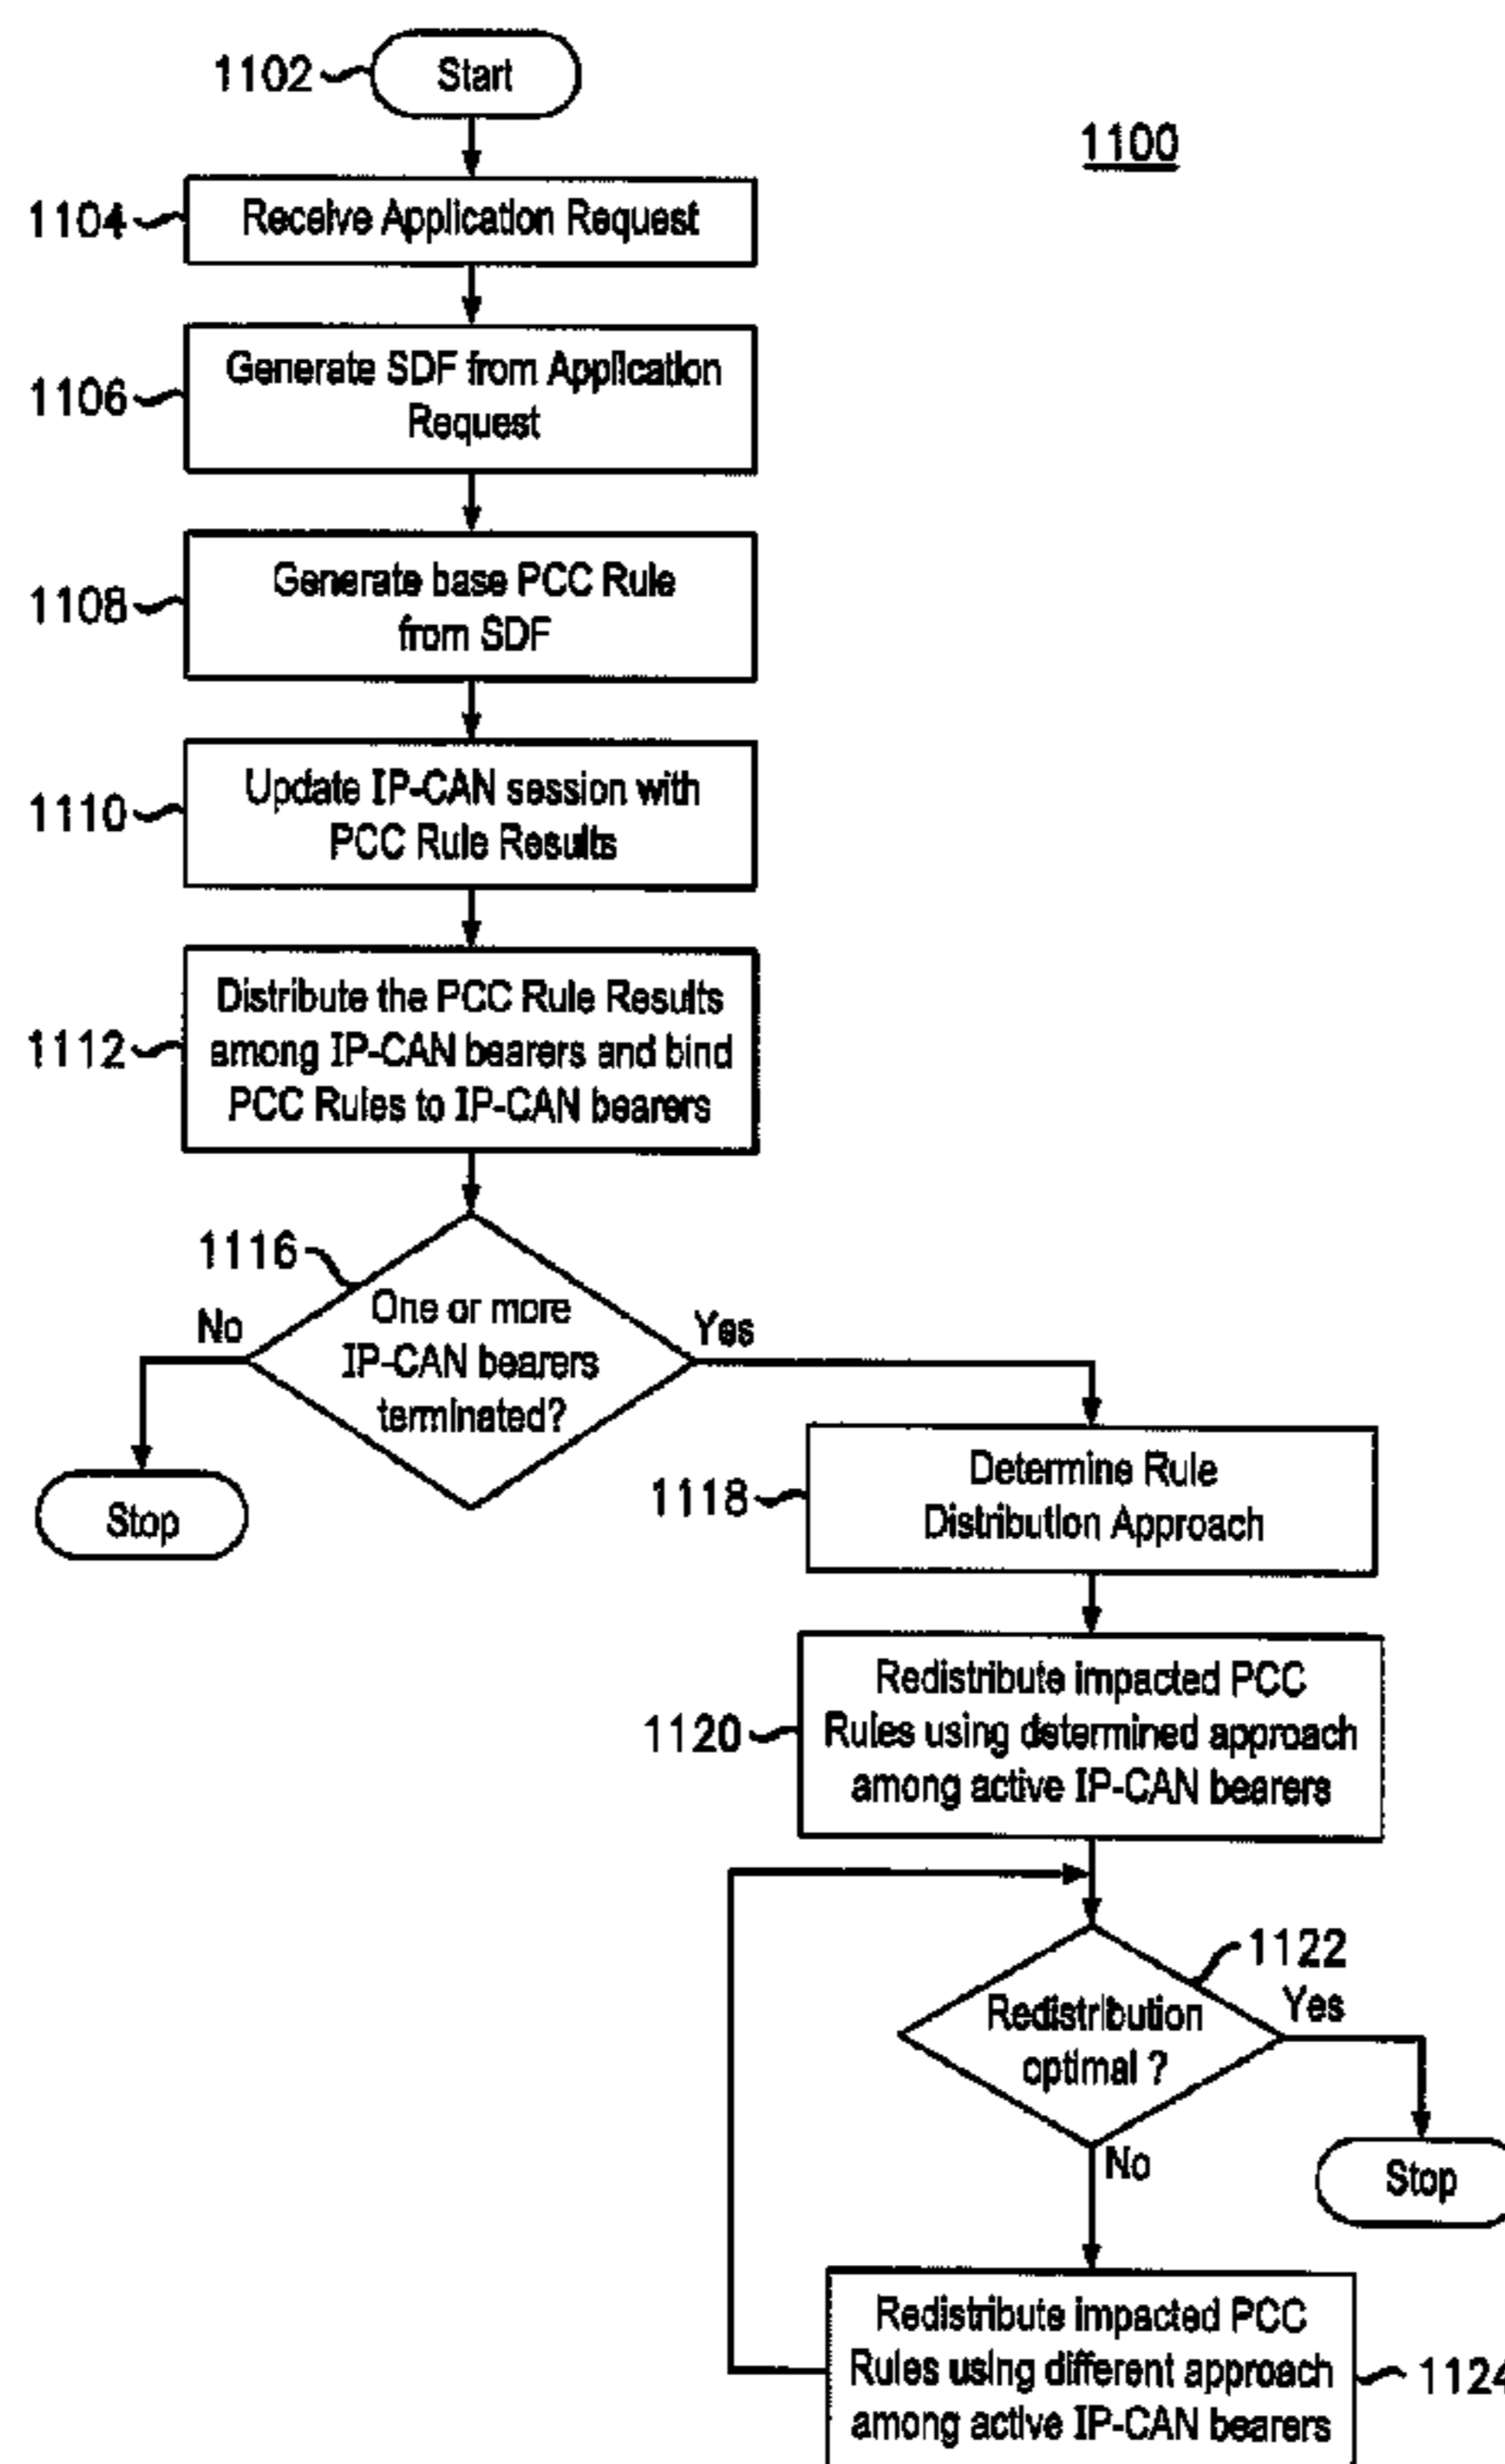 1102
Start
1100
1104
Receive Application Request
1106
Generate SDF from Application
Request
1108
Generate base PCC Rule
from SDF
1110
Update IP-CAN session with
PCC Rule Results
1112
Distribute the PCC Rule Results
among IP-CAN bearers and bind
PCC Rules to IP-CAN bearers
1116
One or more
IP-CAN bearers
terminated?
No
Yes
Stop
1118
Determine Rule
Distribution Approach
1120
Redistribute impacted PCC
Rules using determined approach
among active IP-CAN bearers
1122
Redistribution
optimal ?
Yes
No
Stop
Redistribute impacted PCC
Rules using different approach
among active IP-CAN bearers
1124